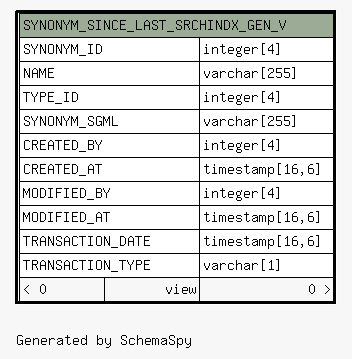 SYNONYM_SINCE_LAST_SRCHINDX_GEN_V
SYNONYM_ID integer[4]
NAME varchar[255]
TYPE_ID integer[4]
SYNONYM_SGML varchar[255]
CREATED_BY integer[4]
CREATED_AT timestamp[16,6]
MODIFIED_BY integer[4]
MODIFIED_AT timestamp[16,6]
TRANSACTION_DATE timestamp[16,6]
TRANSACTION_TYPE varchar[1]
< 0 view 0 >
Generated by SchemaSpy